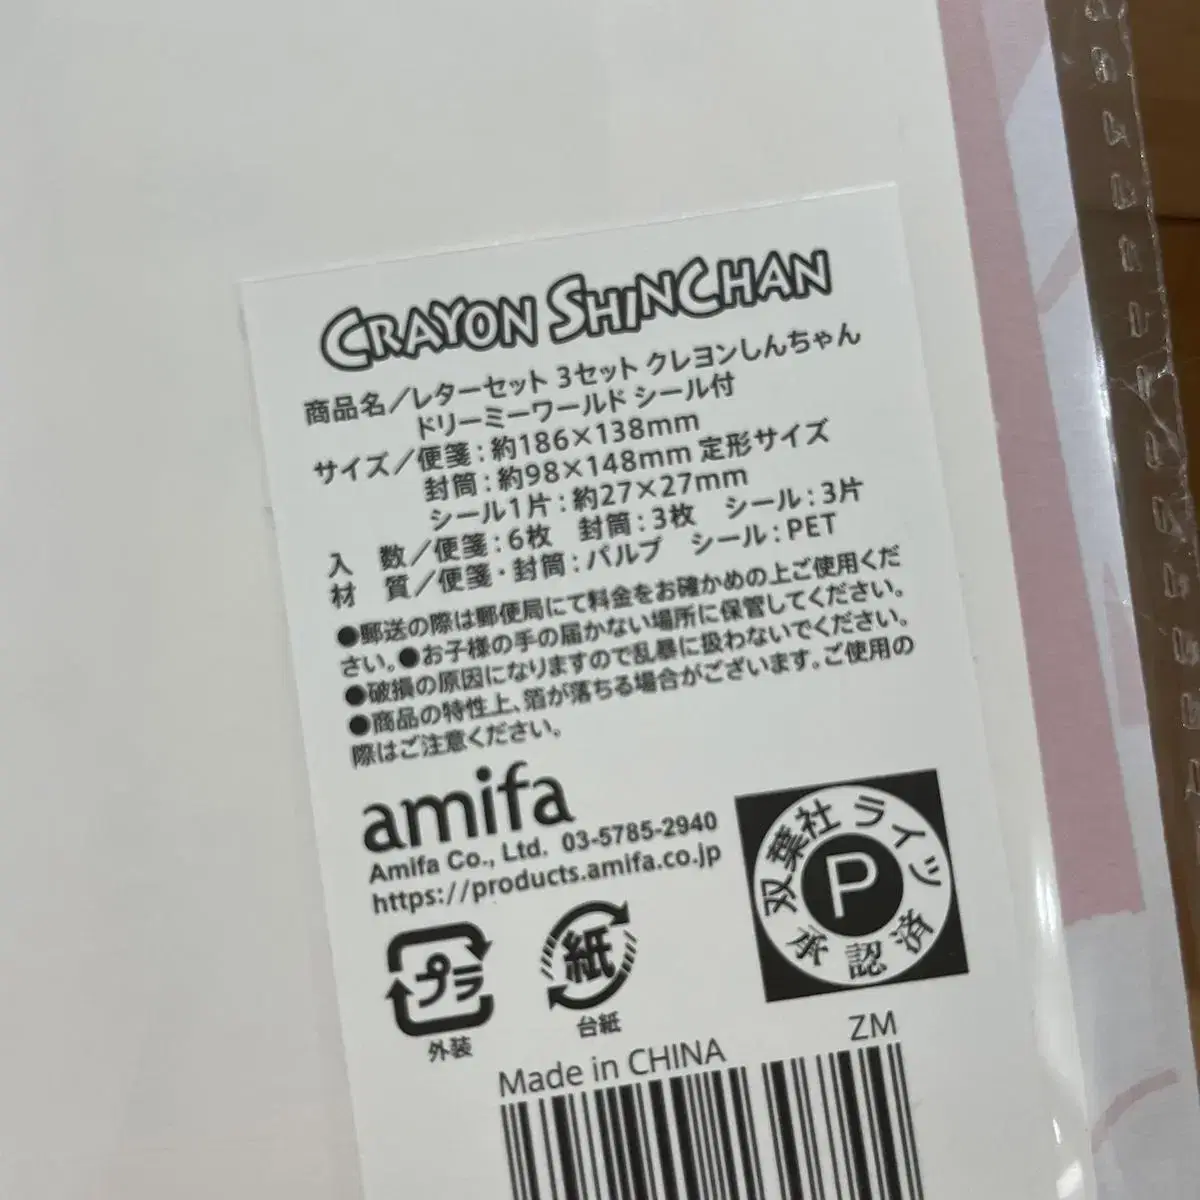 CRAYON SHINCHAN
商品名／レターセット 3セット クレヨンしんちゃん
ドリーミーワールド シール付
サイズ／便箋：約186×138mm
封筒：約98×148mm 定形サイズ
シール1片：約27×27mm
入　数／便箋：6枚　封筒：3枚　シール：3片
材　質／便箋・封筒：パルプ　シール：PET
●郵送の際は郵便局にて料金をお確かめの上ご使用くだ
さい。●お子様の手の届かない場所に保管してください。
●破損の原因になりますので乱暴に扱わないでください。
●商品の特性上、箔が落ちる場合がございます。ご使用の
際はご注意ください。
amifa
Amifa Co., Ltd. 03-5785-2940
https://products.amifa.co.jp
双葉社ライツ
P
承認済
プラ
外装
紙
台紙
ZM
Made in CHINA